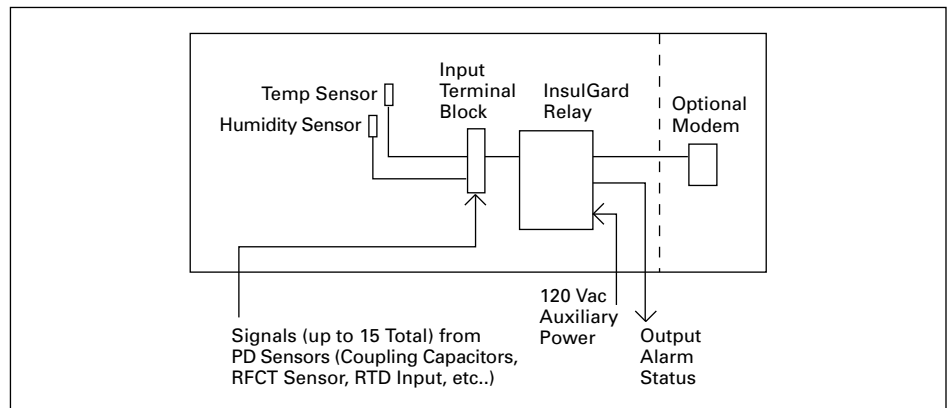 Temp Sensor
Humidity Sensor
Input
Terminal
Block
InsulGard
Relay
Optional
Modem
Signals (up to 15 Total) from
PD Sensors (Coupling Capacitors,
RFCT Sensor, RTD Input, etc..)
120 Vac
Auxiliary
Power
Output
Alarm
Status